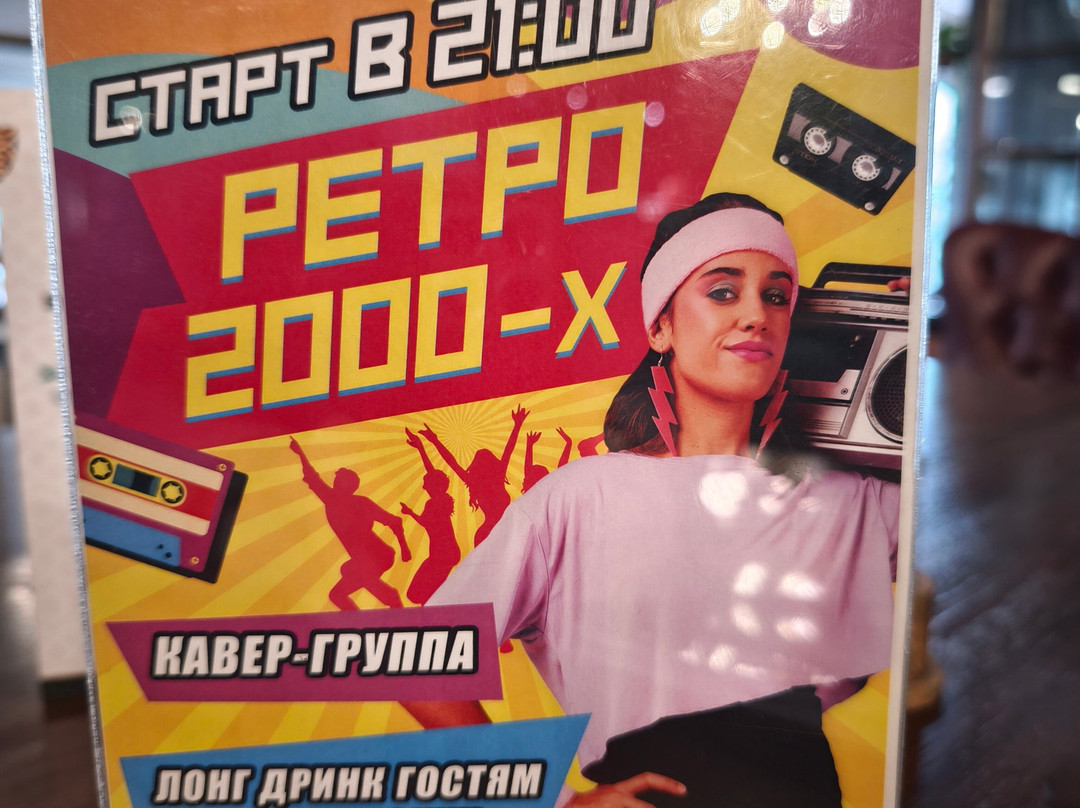 СТАРТ В 21:00
РЕТРО
2000-Х
КАВЕР-ГРУППА
ЛОНГ ДРИНК ГОСТЯМ